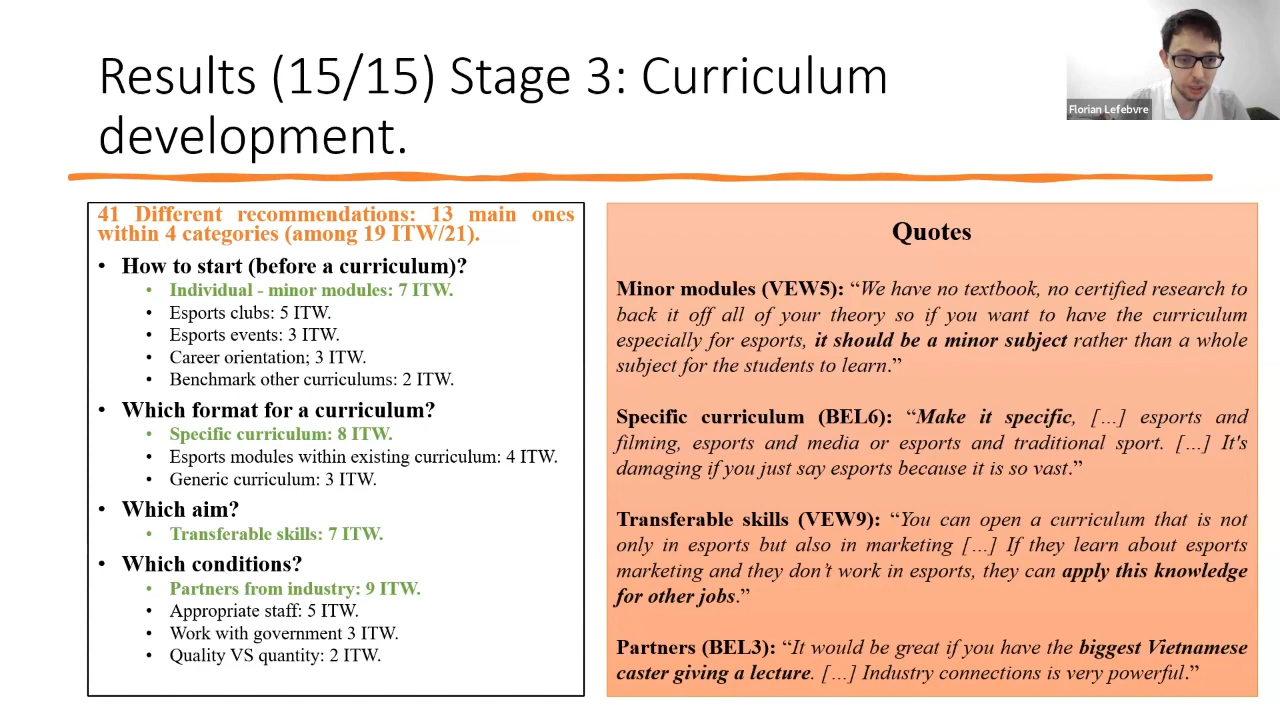 Results (15/15) Stage 3: Curriculum
development.
Florian Lefebvre
41 Different recommendations: 13 main ones
within 4 categories (among 19 ITW/21).
• How to start (before a curriculum)?
• Individual - minor modules: 7 ITW.
• Esports clubs: 5 ITW.
• Esports events: 3 ITW.
• Career orientation; 3 ITW.
• Benchmark other curriculums: 2 ITW.
• Which format for a curriculum?
• Specific curriculum: 8 ITW.
• Esports modules within existing curriculum: 4 ITW.
• Generic curriculum: 3 ITW.
• Which aim?
• Transferable skills: 7 ITW.
• Which conditions?
• Partners from industry: 9 ITW.
• Appropriate staff: 5 ITW.
• Work with government 3 ITW.
• Quality VS quantity: 2 ITW.
Quotes
Minor modules (VEW5): “We have no textbook, no certified research to
back it off all of your theory so if you want to have the curriculum
especially for esports, it should be a minor subject rather than a whole
subject for the students to learn.”
Specific curriculum (BEL6): “Make it specific, […] esports and
filming, esports and media or esports and traditional sport. […] It's
damaging if you just say esports because it is so vast.”
Transferable skills (VEW9): “You can open a curriculum that is not
only in esports but also in marketing […] If they learn about esports
marketing and they don’t work in esports, they can apply this knowledge
for other jobs.”
Partners (BEL3): “It would be great if you have the biggest Vietnamese
caster giving a lecture. […] Industry connections is very powerful.”